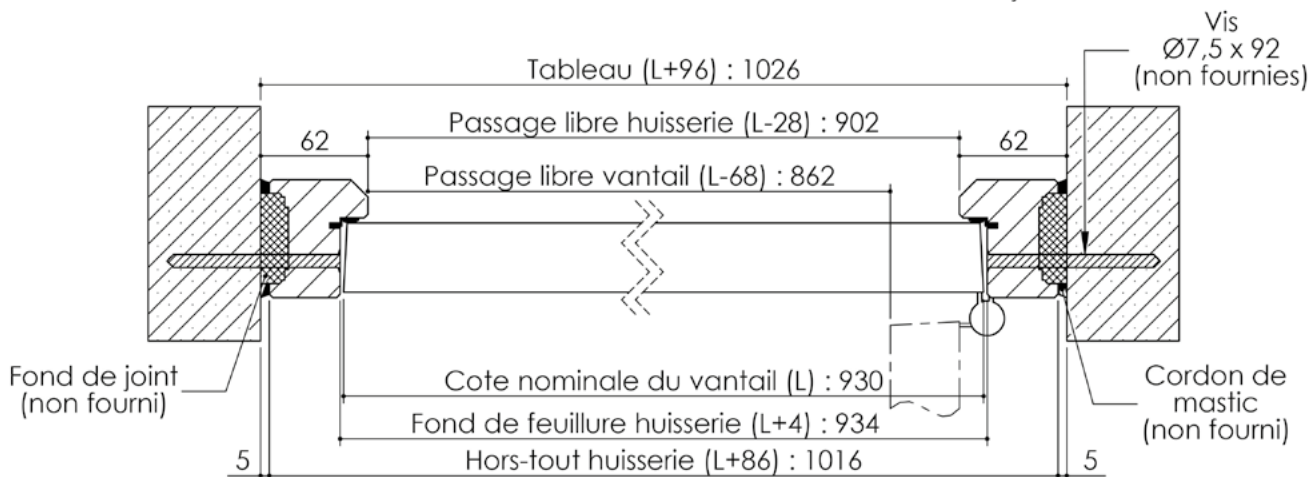 Vis
Ø7,5 x 92
(non fournies)
Tableau (L+96) : 1026
Passage libre huisserie (L-28) : 902
62
62
Passage libre vantail (L-68) : 862
Fond de joint
(non fourni)
Cote nominale du vantail (L) : 930
Cordon de
mastic
(non fourni)
Fond de feuillure huisserie (L+4) : 934
5
Hors-tout huisserie (L+86) : 1016
5